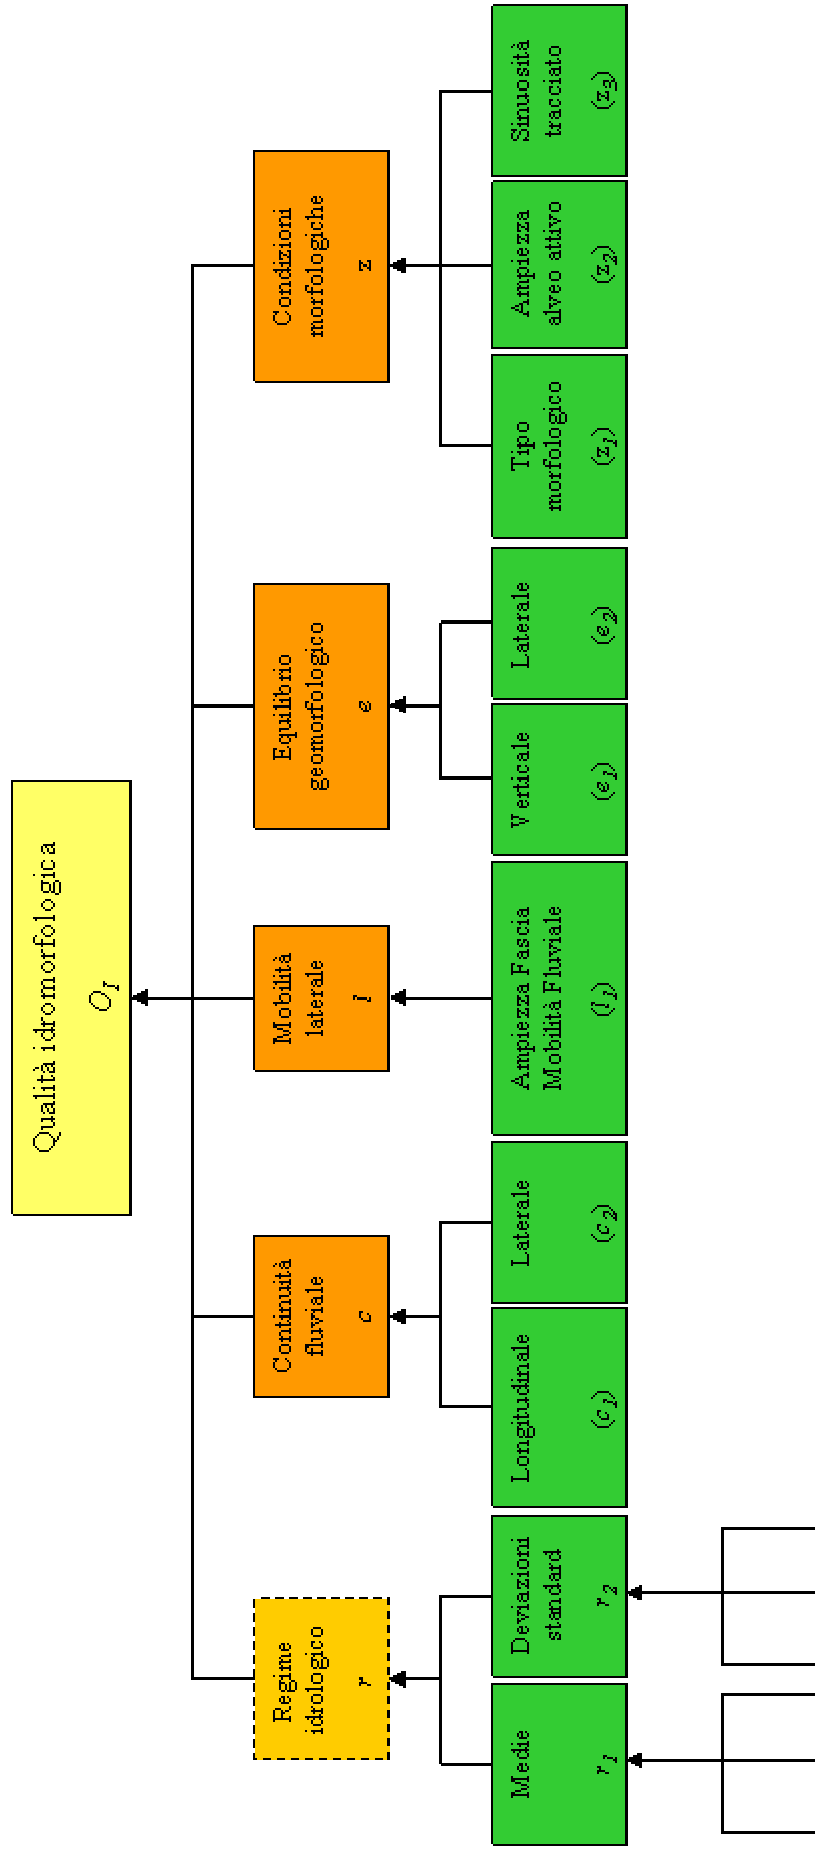 Qualità idromorfologica
O_I
Regime
idrologico
r
Continuità
fluviale
c
Mobilità
laterale
l
Equilibrio
geomorfologico
e
Condizioni
morfologiche
z
Medie
r_1
Deviazioni
standard
r_2
Longitudinale
(c_1)
Laterale
(c_2)
Ampiezza Fascia
Mobilità Fluviale
(l_1)
Verticale
(e_1)
Laterale
(e_2)
Tipo
morfologico
(z_1)
Ampiezza
alveo attivo
(z_2)
Sinuosità
tracciato
(z_3)